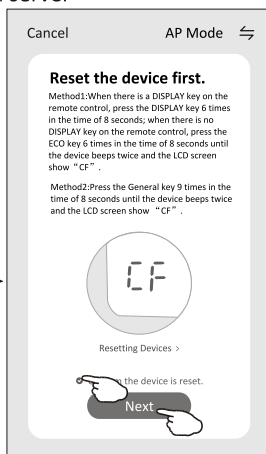 Cancel AP Mode
Reset the device first.
Method1:When there is a DISPLAY key on the
remote control, press the DISPLAY key 6 times
in the time of 8 seconds; when there is no
DISPLAY key on the remote control, press the
ECO key 6 times in the time of 8 seconds until
the device beeps twice and the LCD screen
show “CF”.
Method2:Press the General key 9 times in the
time of 8 seconds until the device beeps twice
and the LCD screen show “CF”.
CF
Resetting Devices >
the device is reset.
Next